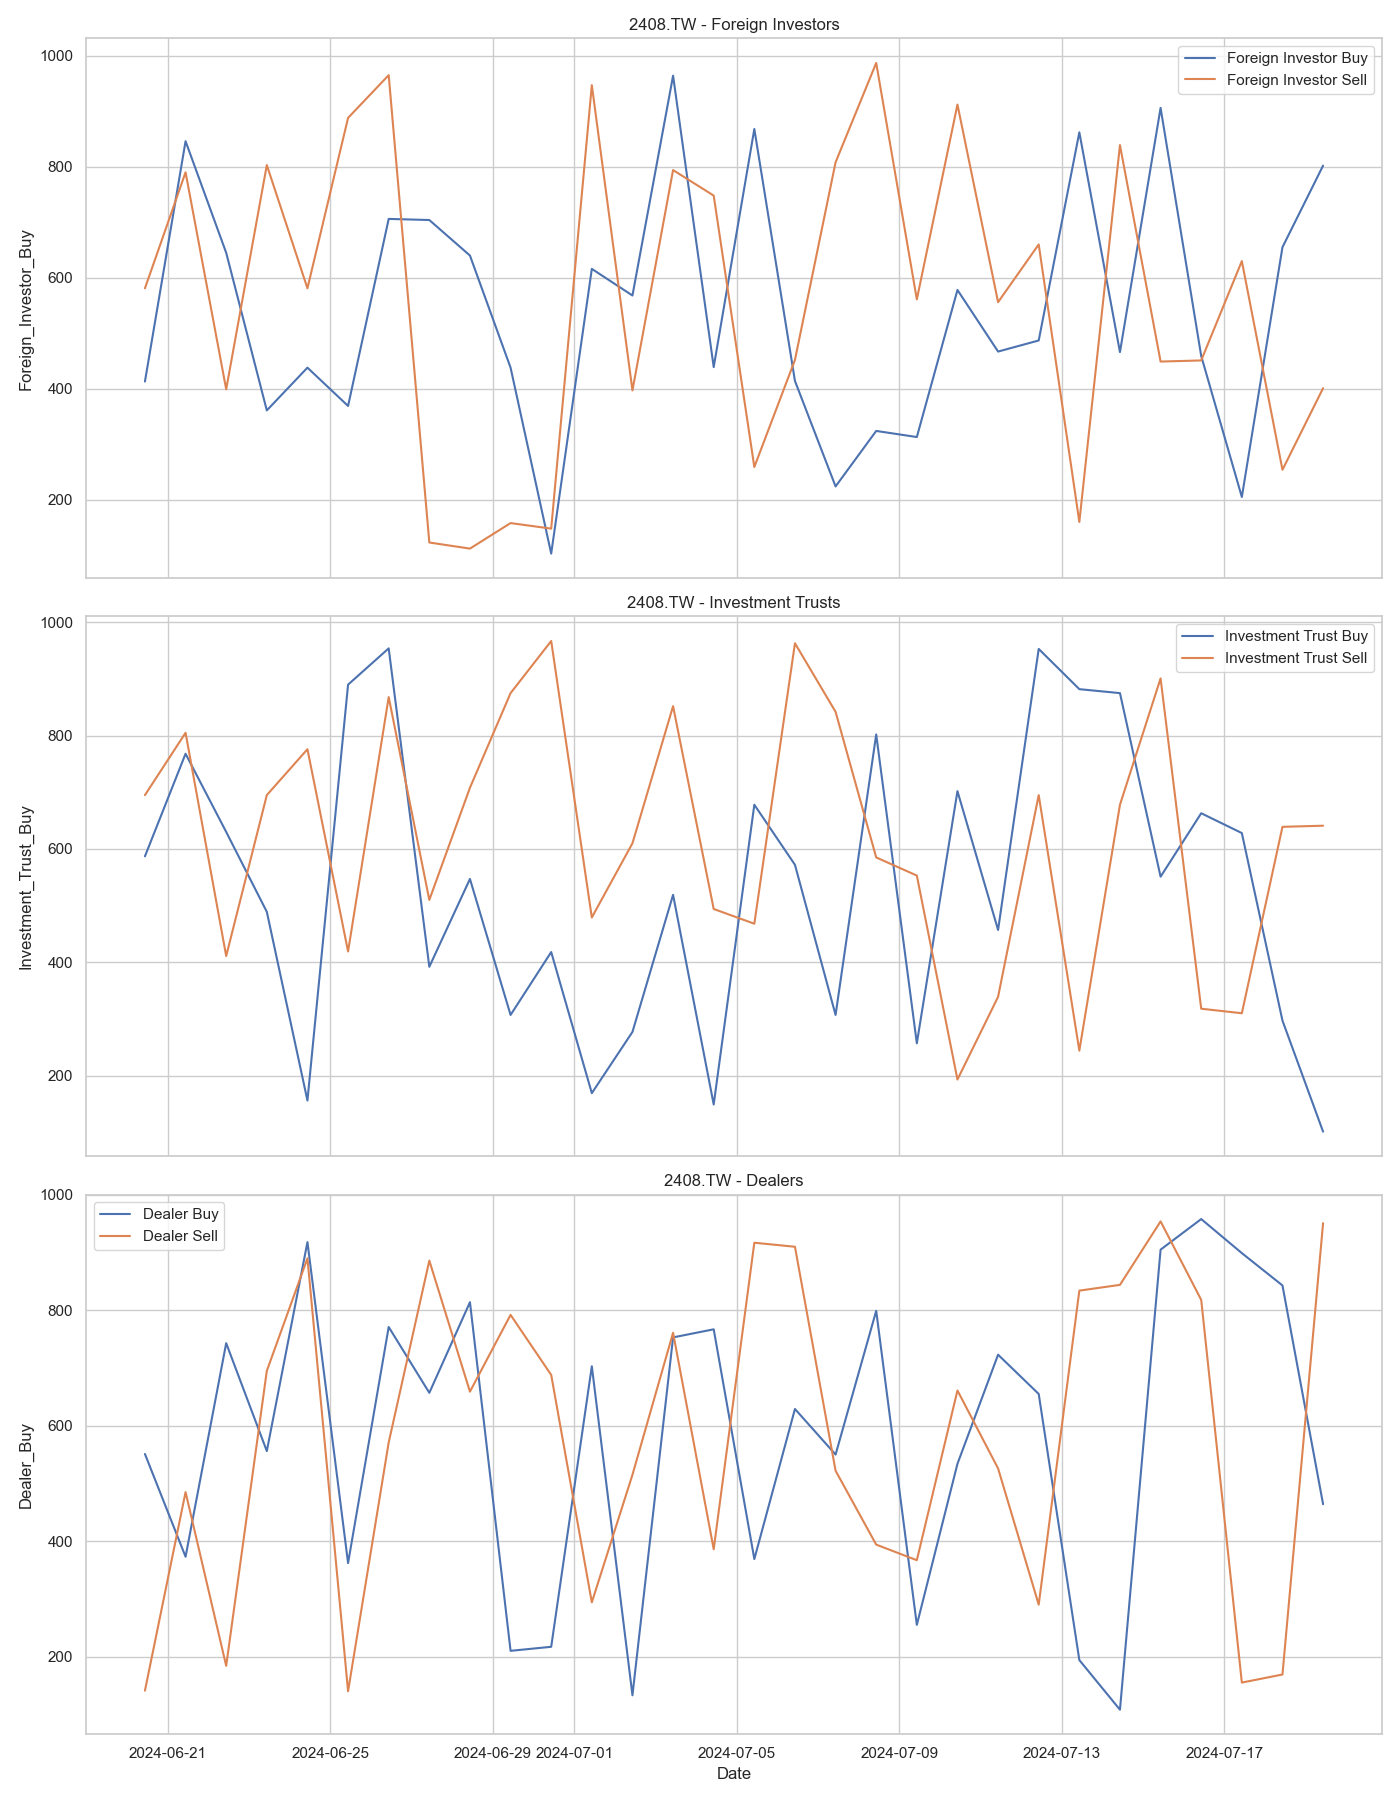 2408.TW - Foreign Investors
1000
800
600
400
200
Foreign_Investor_Buy
Foreign Investor Buy
Foreign Investor Sell
2408.TW - Investment Trusts
1000
800
600
400
200
Investment_Trust_Buy
Investment Trust Buy
Investment Trust Sell
2408.TW - Dealers
1000
800
600
400
200
Dealer_Buy
Dealer Buy
Dealer Sell
2024-06-21 2024-06-25 2024-06-29 2024-07-01 2024-07-05 2024-07-09 2024-07-13 2024-07-17
Date